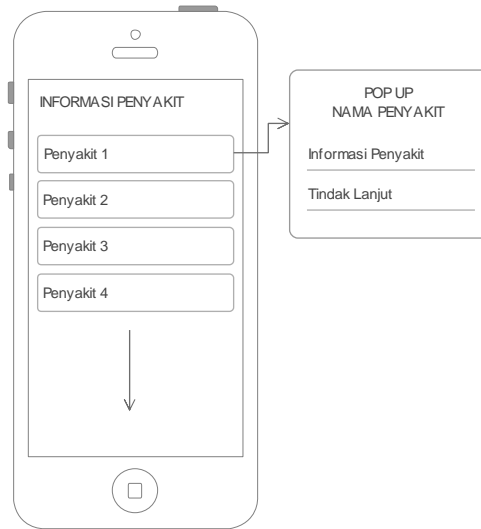 INFORMASI PENYAKIT
Penyakit 1
Penyakit 2
Penyakit 3
Penyakit 4
POP UP
NAMA PENYAKIT
Informasi Penyakit
Tindak Lanjut